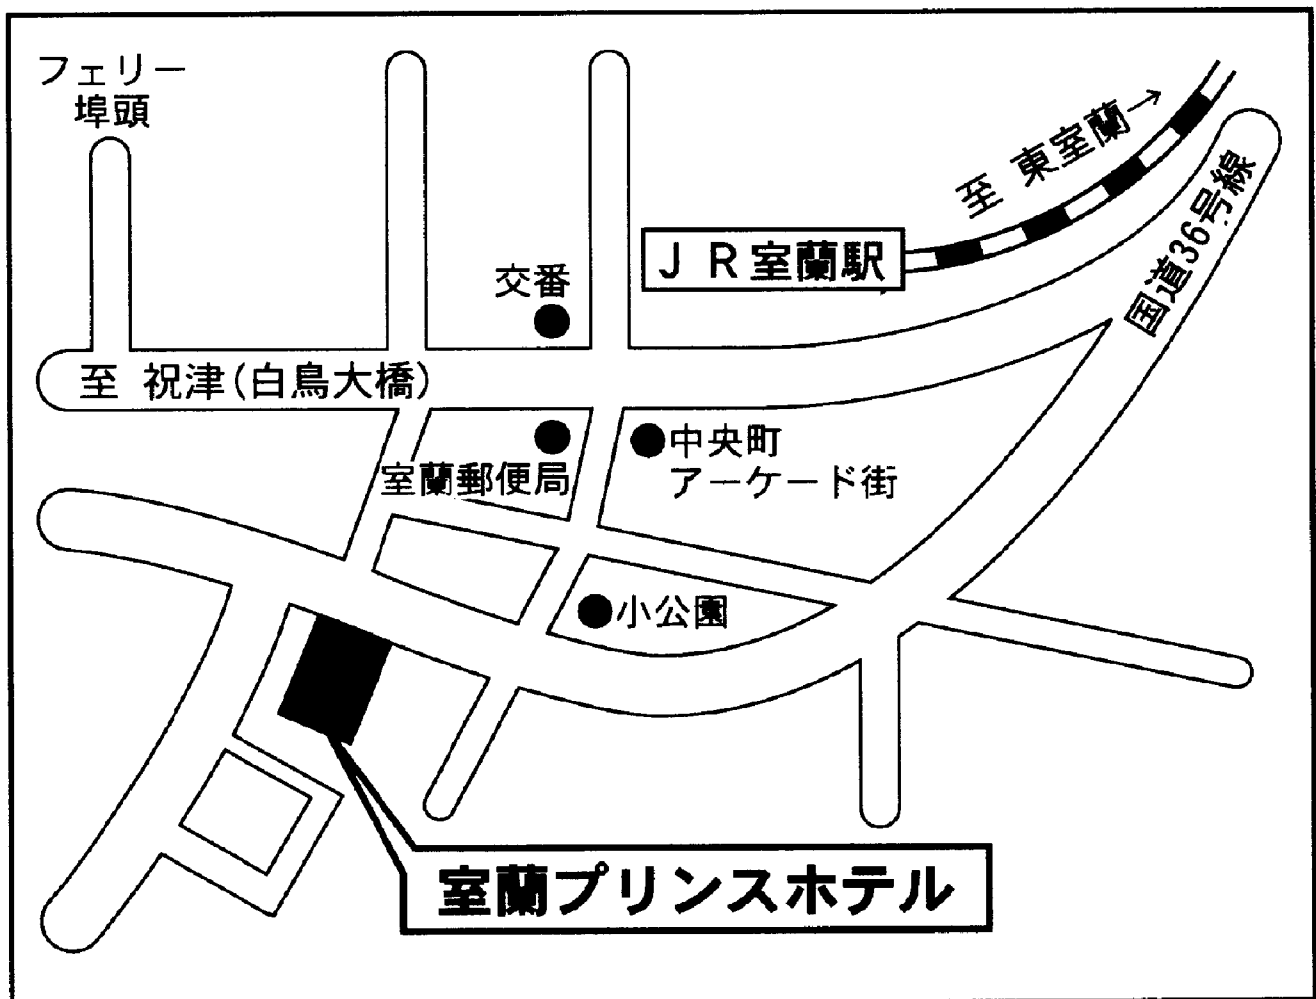 フェリー
埠頭
至 東室蘭→
国道36号線
JR室蘭駅
交番
至 祝津(白鳥大橋)
室蘭郵便局
中央町
アーケード街
小公園
室蘭プリンスホテル